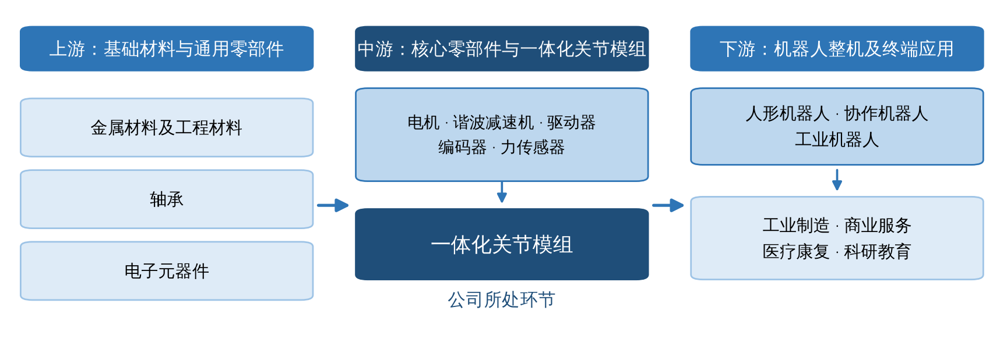 上游：基础材料与通用零部件
金属材料及工程材料
轴承
电子元器件
中游：核心零部件与一体化关节模组
电机 · 谐波减速机 · 驱动器
编码器 · 力传感器
一体化关节模组
公司所处环节
下游：机器人整机及终端应用
人形机器人 · 协作机器人
工业机器人
工业制造 · 商业服务
医疗康复 · 科研教育